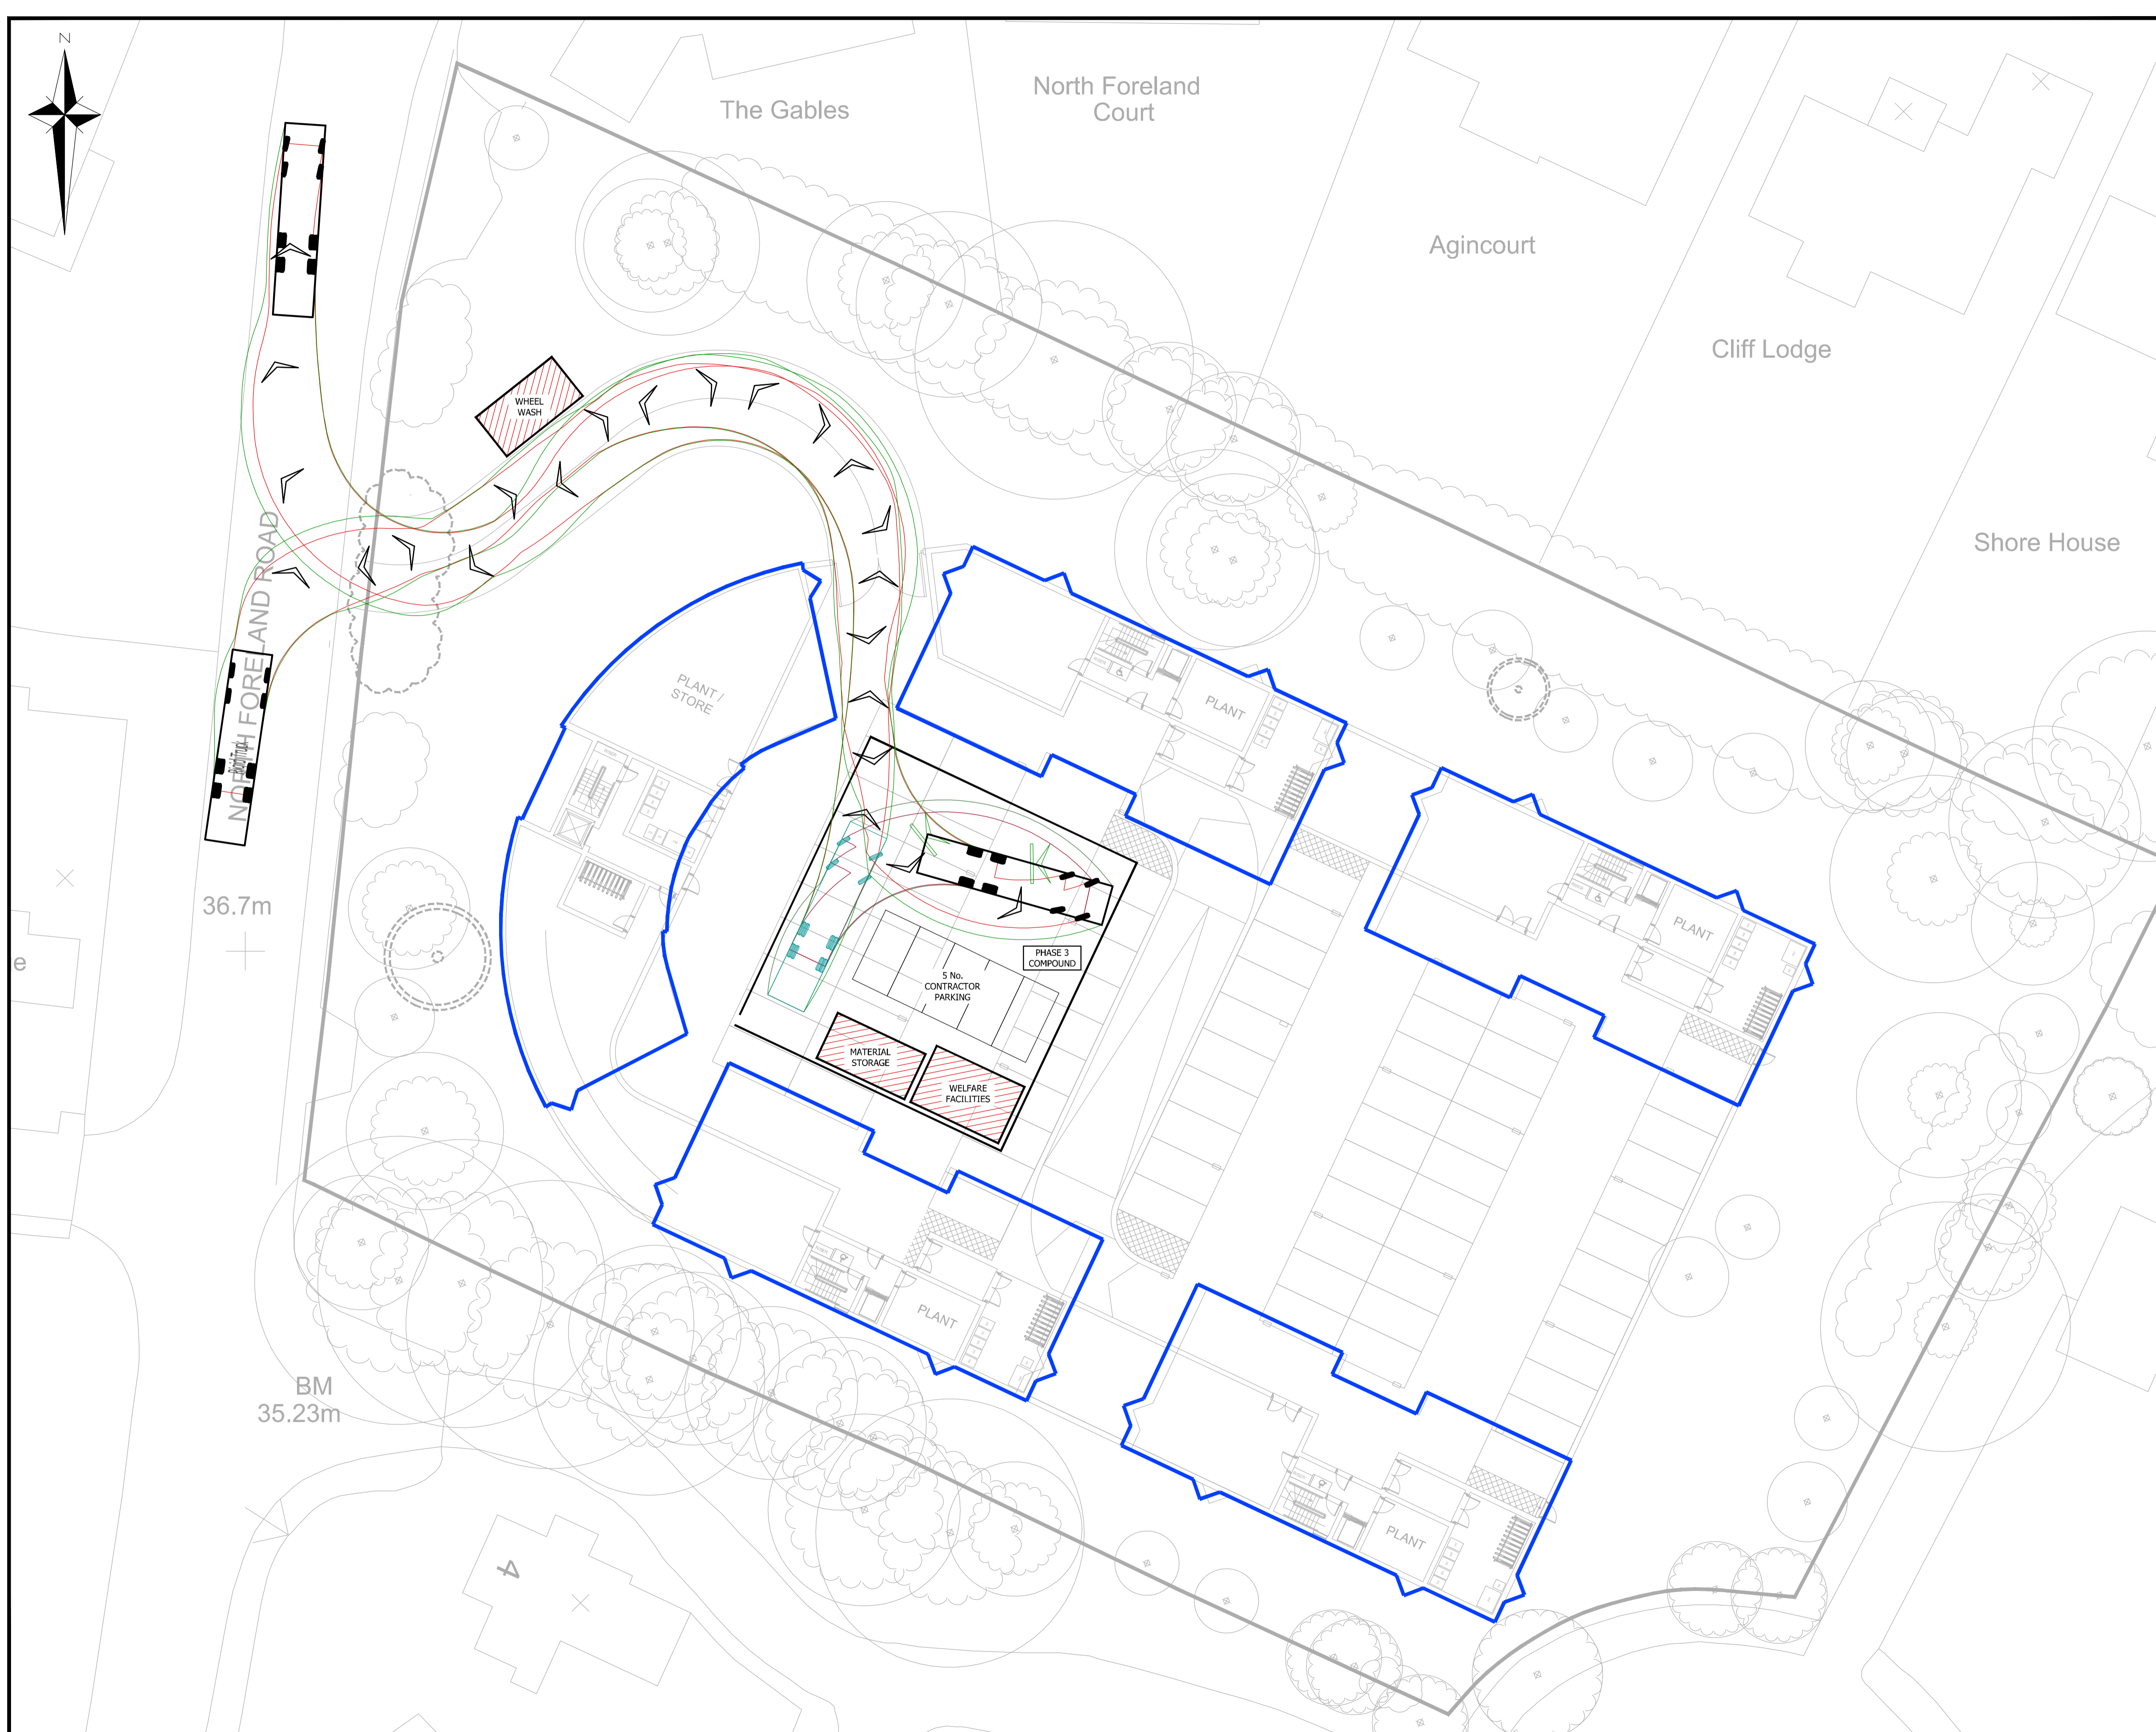 N
The Gables
North Foreland
Court
Agincourt
Cliff Lodge
Shore House
WHEEL
WASH
NORTH FORELAND ROAD
PLANT /
STORE
PLANT
PLANT
36.7m
e
PHASE 3
COMPOUND
5 No.
CONTRACTOR
PARKING
MATERIAL
STORAGE
WELFARE
FACILITIES
PLANT
BM
35.23m
PLANT
4